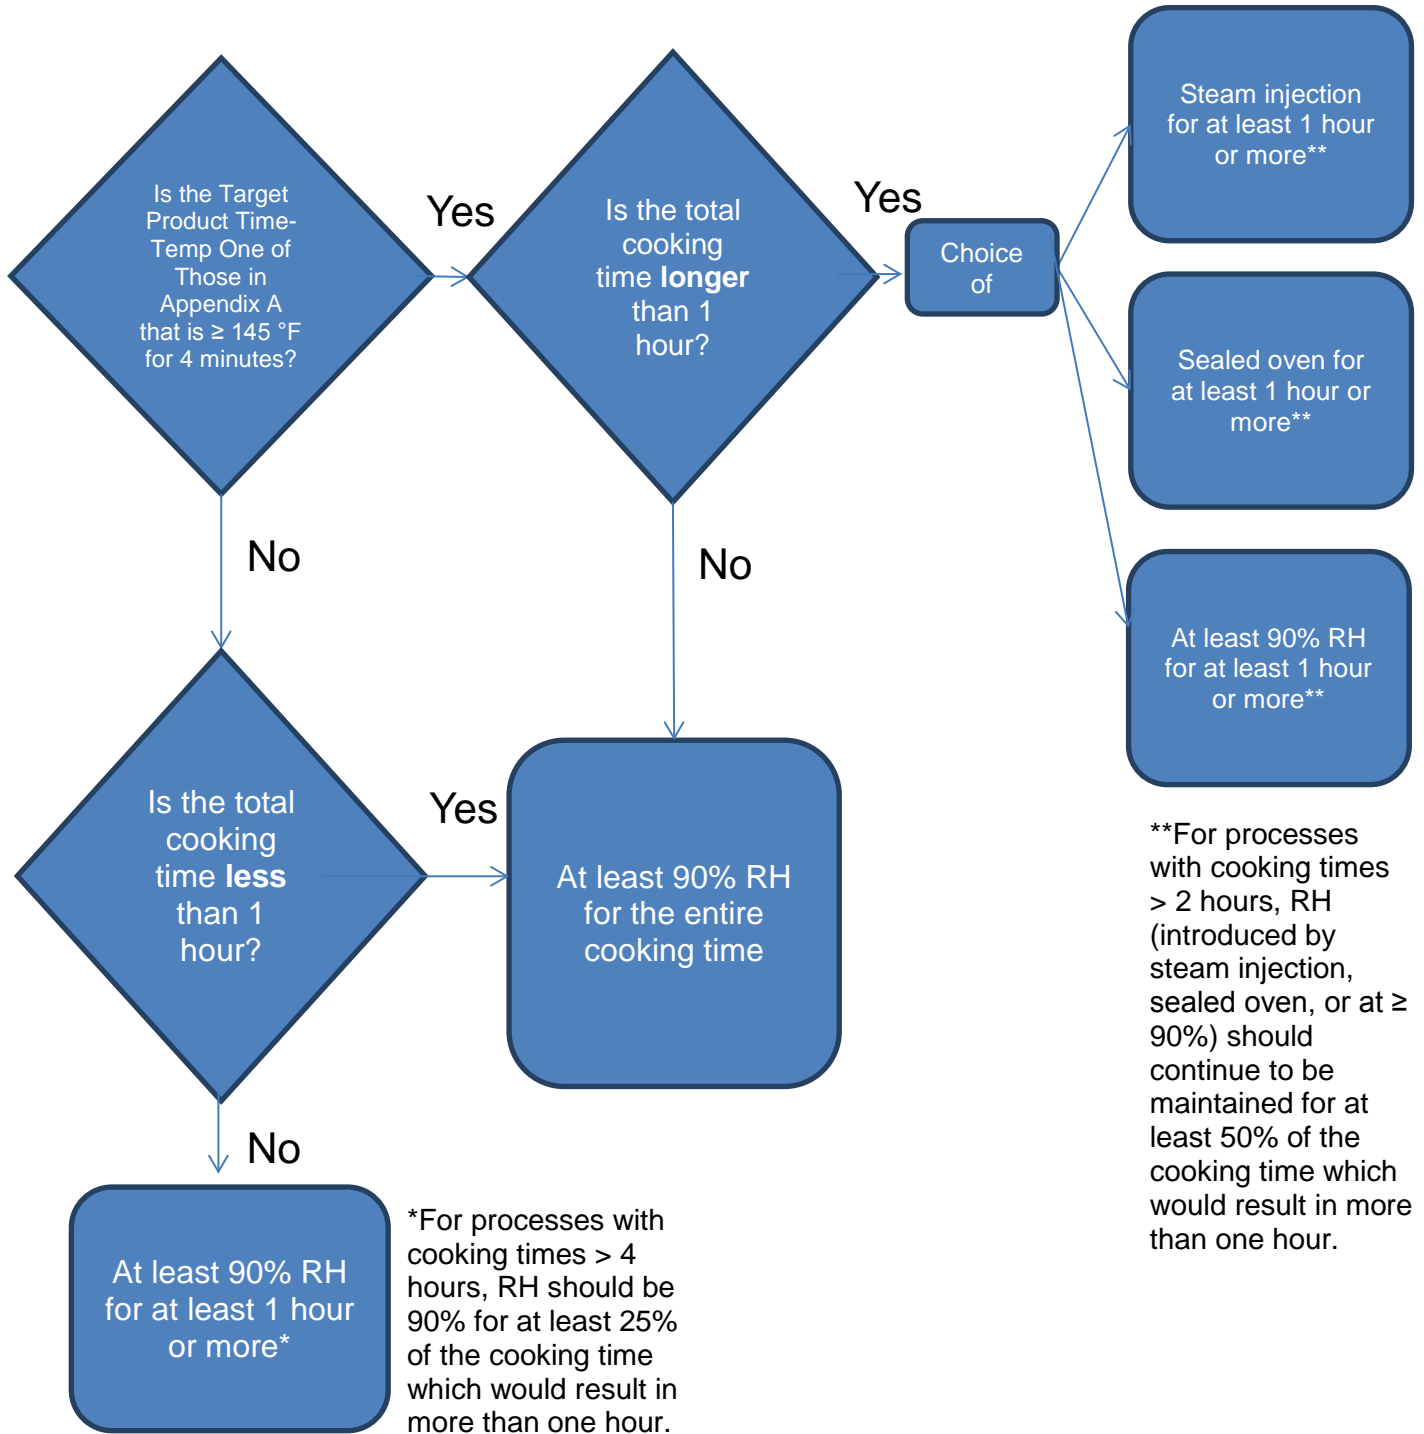 Is the Target
Product Time-
Temp One of
Those in
Appendix A
that is ≥ 145 °F
for 4 minutes?
Yes
Is the total
cooking
time longer
than 1
hour?
Yes
Choice
of
Steam injection
for at least 1 hour
or more**
Sealed oven for
at least 1 hour or
more**
At least 90% RH
for at least 1 hour
or more**
No
No
Is the total
cooking
time less
than 1
hour?
Yes
At least 90% RH
for the entire
cooking time
**For processes
with cooking times
> 2 hours, RH
(introduced by
steam injection,
sealed oven, or at ≥
90%) should
continue to be
maintained for at
least 50% of the
cooking time which
would result in more
than one hour.
No
At least 90% RH
for at least 1 hour
or more*
*For processes with
cooking times > 4
hours, RH should be
90% for at least 25%
of the cooking time
which would result in
more than one hour.